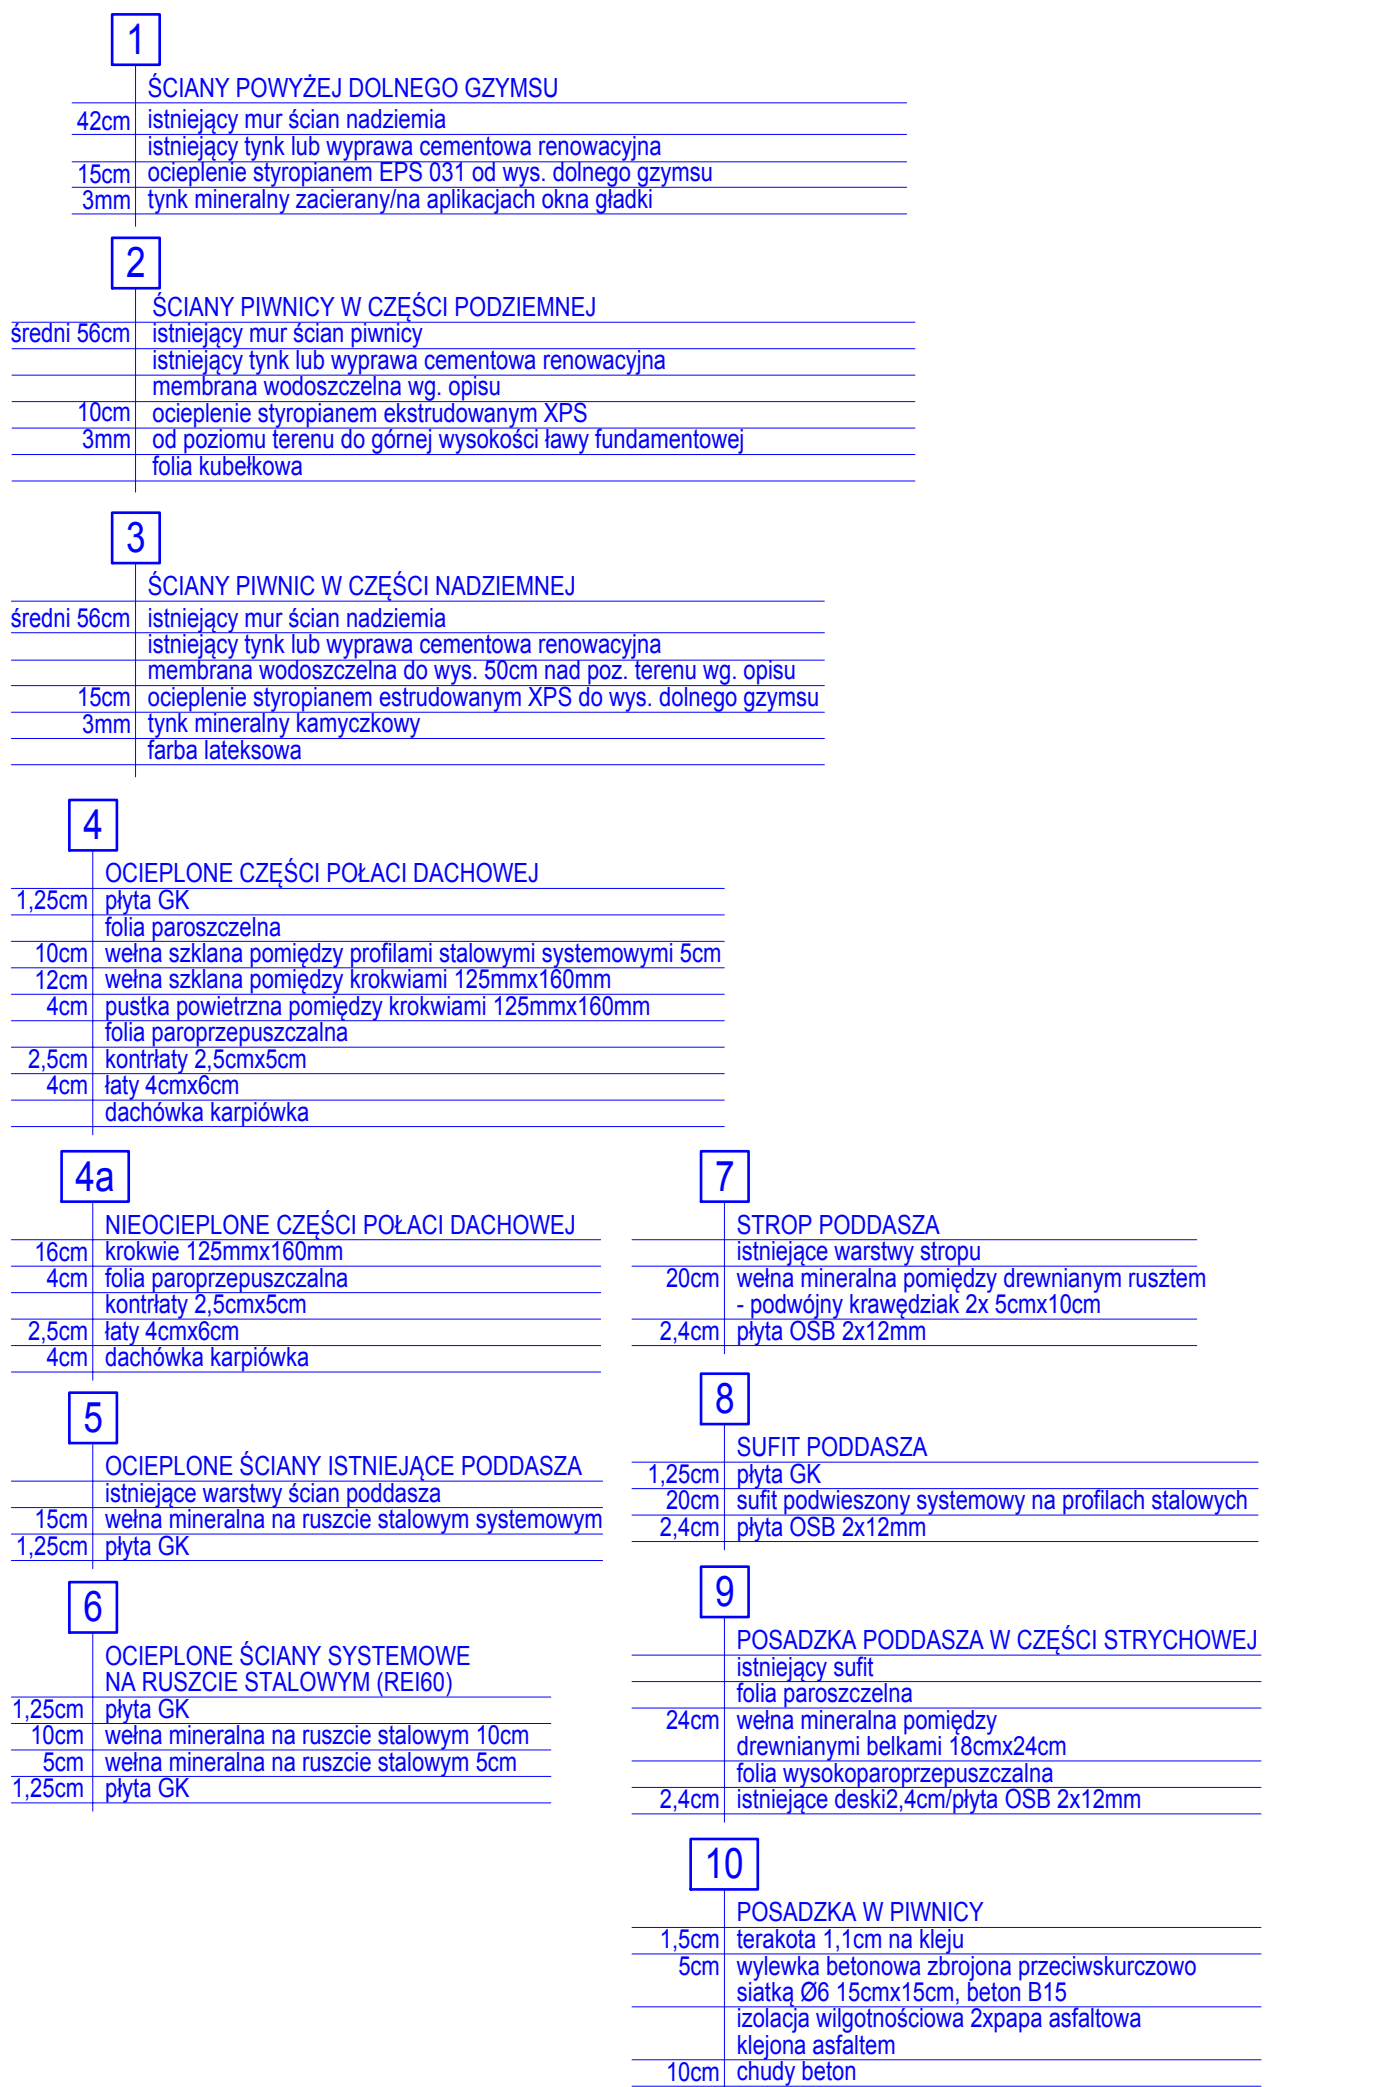 1
ŚCIANY POWYŻEJ DOLNEGO GZYMSU
42cm istniejący mur ścian nadziemia
istniejący tynk lub wyprawa cementowa renowacyjna
15cm ocieplenie styropianem EPS 031 od wys. dolnego gzymsu
3mm tynk mineralny zacierany/na aplikacjach okna gładki
2
ŚCIANY PIWNICY W CZĘŚCI PODZIEMNEJ
średni 56cm istniejący mur ścian piwnicy
istniejący tynk lub wyprawa cementowa renowacyjna
membrana wodoszczelna wg. opisu
10cm ocieplenie styropianem ekstrudowanym XPS
3mm od poziomu terenu do górnej wysokości ławy fundamentowej
folia kubełkowa
3
ŚCIANY PIWNIC W CZĘŚCI NADZIEMNEJ
średni 56cm istniejący mur ścian nadziemia
istniejący tynk lub wyprawa cementowa renowacyjna
membrana wodoszczelna do wys. 50cm nad poz. terenu wg. opisu
15cm ocieplenie styropianem estrudowanym XPS do wys. dolnego gzymsu
3mm tynk mineralny kamyczkowy
farba lateksowa
4
OCIEPLONE CZĘŚCI POŁACI DACHOWEJ
1,25cm płyta GK
folia paroszczelna
10cm wełna szklana pomiędzy profilami stalowymi systemowymi 5cm
12cm wełna szklana pomiędzy krokwiami 125mmx160mm
4cm pustka powietrzna pomiędzy krokwiami 125mmx160mm
folia paroprzepuszczalna
2,5cm kontrłaty 2,5cmx5cm
4cm łaty 4cmx6cm
dachówka karpiówka
4a
NIEOCIEPLONE CZĘŚCI POŁACI DACHOWEJ
16cm krokwie 125mmx160mm
4cm folia paroprzepuszczalna
kontrłaty 2,5cmx5cm
2,5cm łaty 4cmx6cm
4cm dachówka karpiówka
5
OCIEPLONE ŚCIANY ISTNIEJĄCE PODDASZA
istniejące warstwy ścian poddasza
15cm wełna mineralna na ruszcie stalowym systemowym
1,25cm płyta GK
6
OCIEPLONE ŚCIANY SYSTEMOWE
NA RUSZCIE STALOWYM (REI60)
1,25cm płyta GK
10cm wełna mineralna na ruszcie stalowym 10cm
5cm wełna mineralna na ruszcie stalowym 5cm
1,25cm płyta GK
7
STROP PODDASZA
istniejące warstwy stropu
20cm wełna mineralna pomiędzy drewnianym rusztem
- podwójny krawędziak 2x 5cmx10cm
2,4cm płyta OSB 2x12mm
8
SUFIT PODDASZA
1,25cm płyta GK
20cm sufit podwieszony systemowy na profilach stalowych
2,4cm płyta OSB 2x12mm
9
POSADZKA PODDASZA W CZĘŚCI STRYCHOWEJ
istniejący sufit
folia paroszczelna
24cm wełna mineralna pomiędzy
drewnianymi belkami 18cmx24cm
folia wysokoparoprzepuszczalna
2,4cm istniejące deski2,4cm/płyta OSB 2x12mm
10
POSADZKA W PIWNICY
1,5cm terakota 1,1cm na kleju
5cm wylewka betonowa zbrojona przeciwskurczowo
siatką Ø6 15cmx15cm, beton B15
izolacja wilgotnościowa 2xpapa asfaltowa
klejona asfaltem
10cm chudy beton